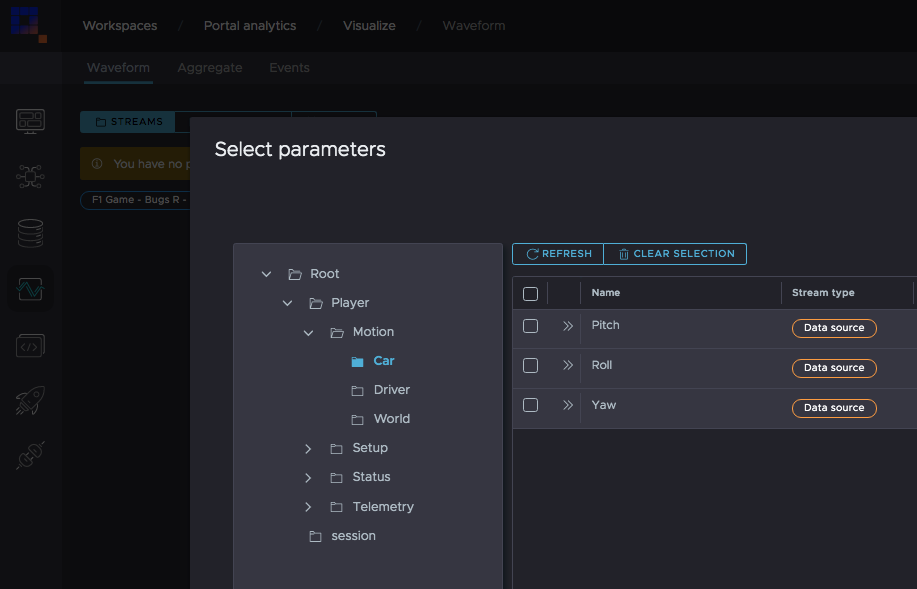 Workspaces / Portal analytics / Visualize / Waveform
Waveform Aggregate Events
STREAMS
You have no
F1 Game - Bugs R -
Select parameters
REFRESH CLEAR SELECTION
Root
Player
Motion
Car
Driver
World
Setup
Status
Telemetry
session
Name Stream type
Pitch Data source
Roll Data source
Yaw Data source